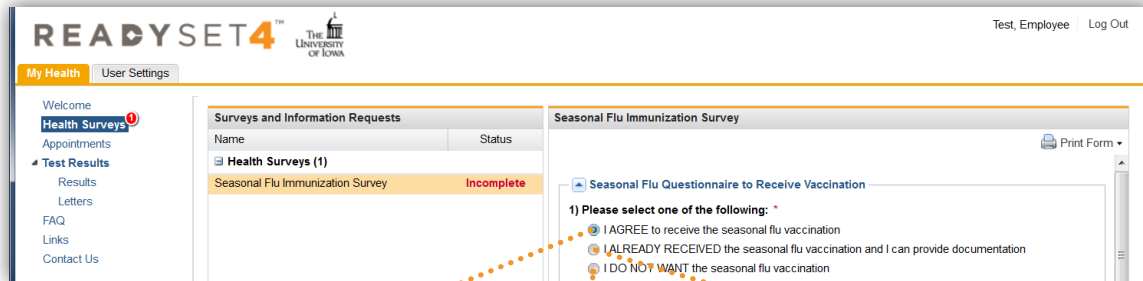 READYSET4™
THE UNIVERSITY OF IOWA
Test, Employee Log Out
My Health User Settings
Welcome
Health Surveys 1
Appointments
Test Results
Results
Letters
FAQ
Links
Contact Us
Surveys and Information Requests
Name Status
Health Surveys (1)
Seasonal Flu Immunization Survey Incomplete
Seasonal Flu Immunization Survey
Print Form
Seasonal Flu Questionnaire to Receive Vaccination
1) Please select one of the following: *
I AGREE to receive the seasonal flu vaccination
I ALREADY RECEIVED the seasonal flu vaccination and I can provide documentation
I DO NOT WANT the seasonal flu vaccination